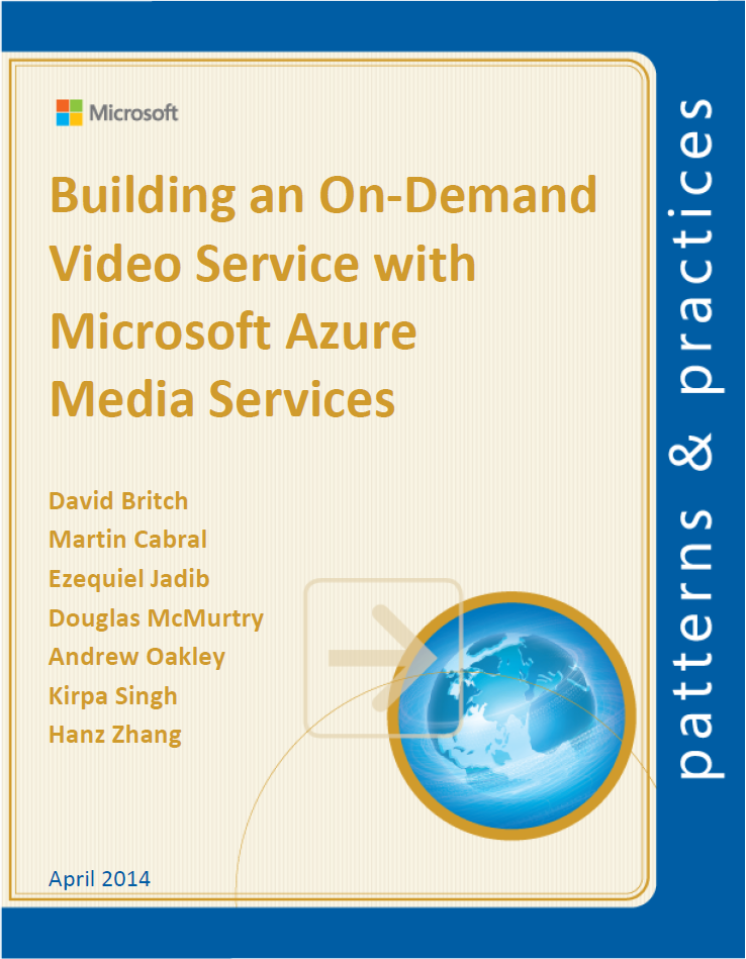 Microsoft
Building an On-Demand
Video Service with
Microsoft Azure
Media Services
David Britch
Martin Cabral
Ezequiel Jadib
Douglas McMurtry
Andrew Oakley
Kirpa Singh
Hanz Zhang
April 2014
patterns & practices